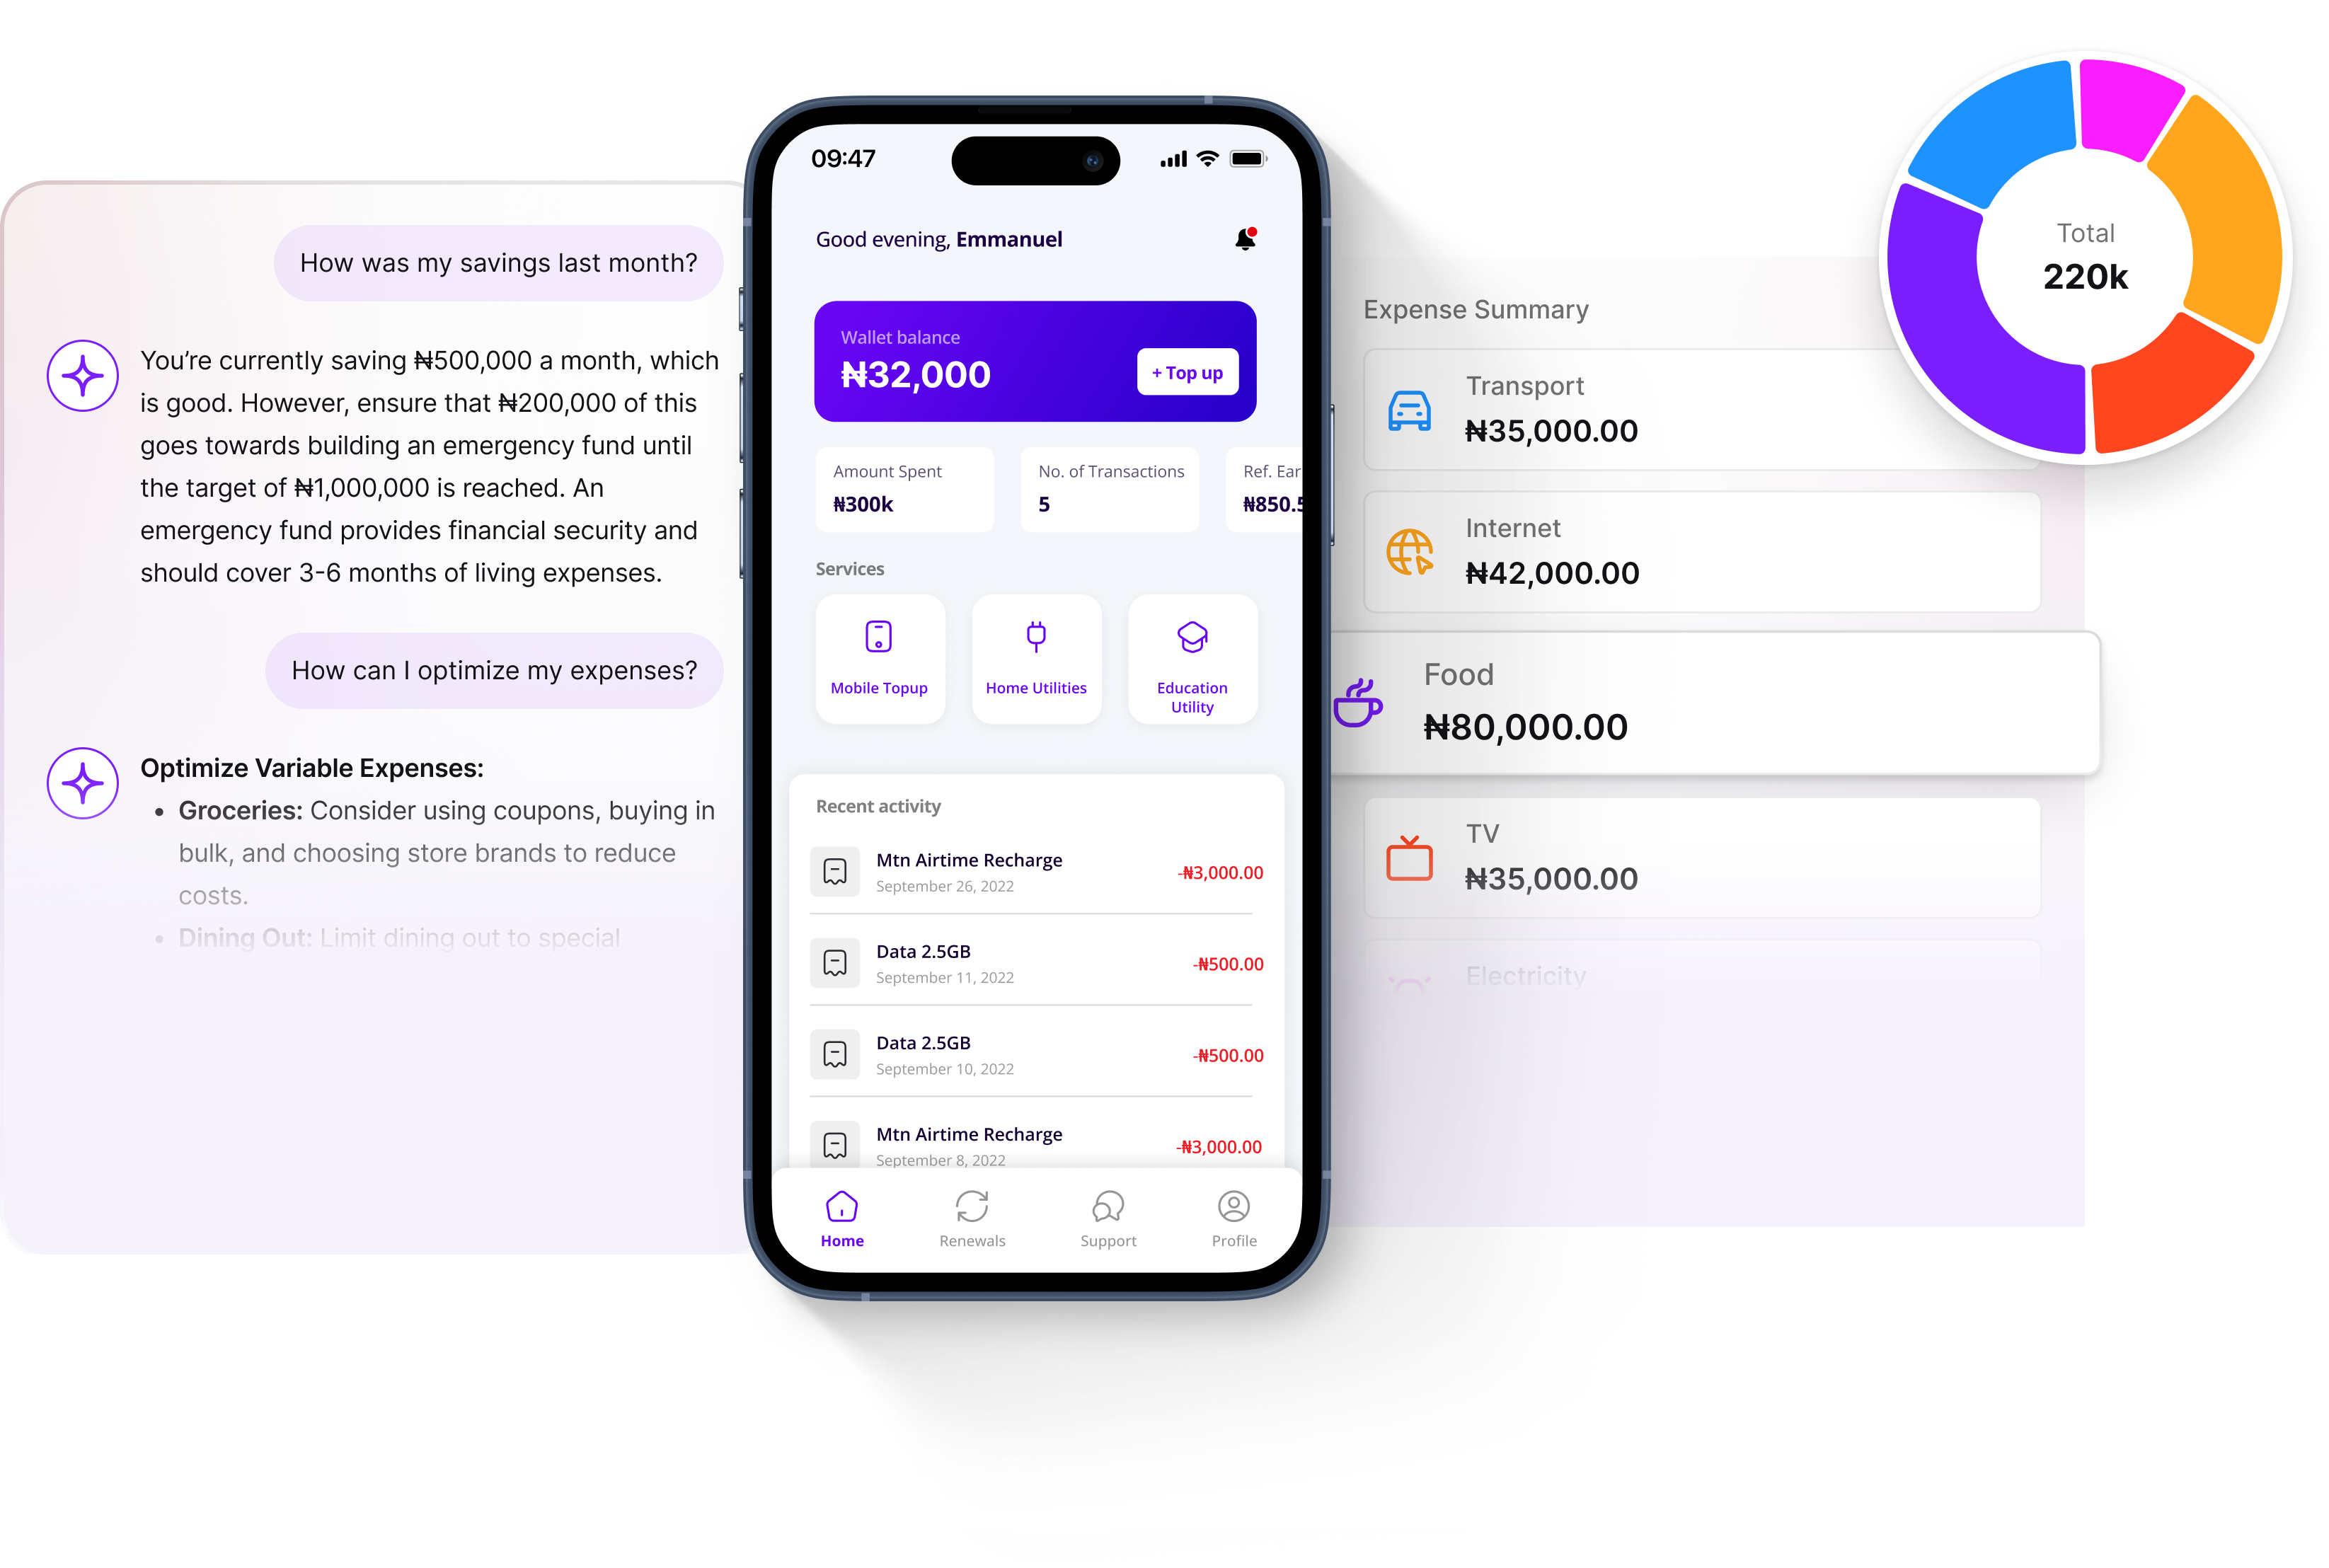 How was my savings last month?
You’re currently saving ₦500,000 a month, which
is good. However, ensure that ₦200,000 of this
goes towards building an emergency fund until
the target of ₦1,000,000 is reached. An
emergency fund provides financial security and
should cover 3-6 months of living expenses.
How can I optimize my expenses?
Optimize Variable Expenses:
• Groceries: Consider using coupons, buying in
bulk, and choosing store brands to reduce
costs.
• Dining Out: Limit dining out to special
09:47
Good evening, Emmanuel
Wallet balance
₦32,000
+ Top up
Amount Spent
₦300k
No. of Transactions
5
Ref. Ear
₦850.5
Services
Mobile Topup
Home Utilities
Education
Utility
Recent activity
Mtn Airtime Recharge
September 26, 2022
-₦3,000.00
Data 2.5GB
September 11, 2022
-₦500.00
Data 2.5GB
September 10, 2022
-₦500.00
Mtn Airtime Recharge
September 8, 2022
-₦3,000.00
Home
Renewals
Support
Profile
Expense Summary
Transport
₦35,000.00
Internet
₦42,000.00
Food
₦80,000.00
TV
₦35,000.00
Electricity
Total
220k